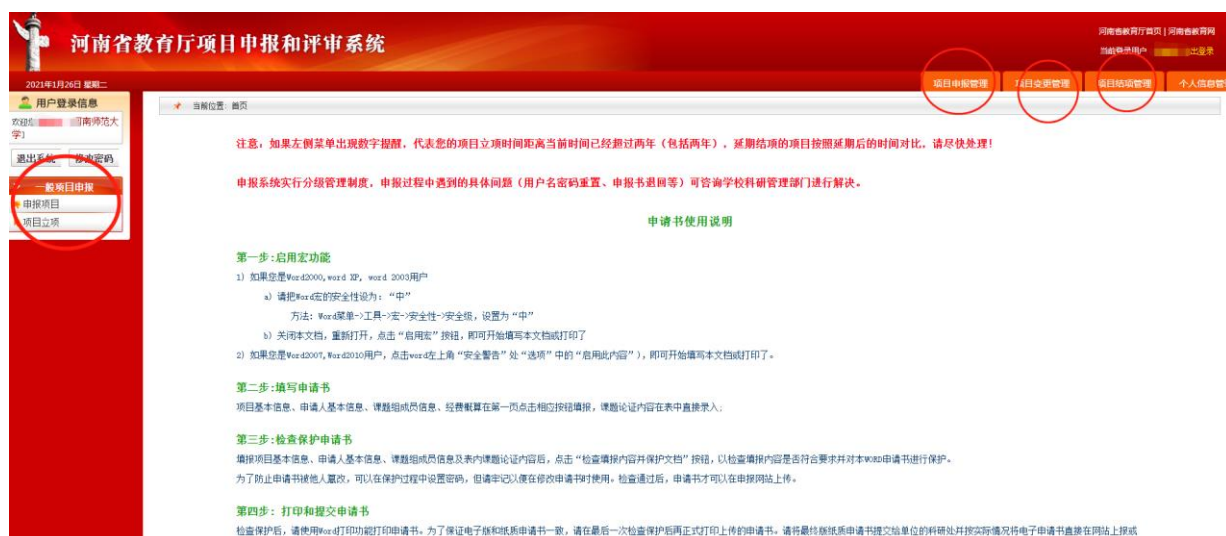 河南省教育厅项目申报和评审系统
河南省教育厅首页 | 河南省教育网
当前登录用户 出登录
2021年1月26日 星期二
项目申报管理 项目变更管理 项目结项管理 个人信息管
用户登录信息
河南师范大
学]
退出系统 修改密码
一般项目申报
申报项目
项目立项
当前位置: 首页
注意,如果左侧菜单出现数字提醒,代表您的项目立项时间距离当前时间已经超过两年(包括两年),延期结项的项目按照延期后的时间对比,请尽快处理!
申报系统实行分级管理制度,申报过程中遇到的具体问题(用户名密码重置、申报书退回等)可咨询学校科研管理部门进行解决。
申请书使用说明
第一步:启用宏功能
1) 如果您是Word2000,word XP, word 2003用户
a) 请把Word宏的安全性设为: “中”
方法: Word菜单->工具->宏->安全性->安全级,设置为“中”
b) 关闭本文档,重新打开,点击“启用宏”按钮,即可开始填写本文档或打印了
2) 如果您是Word2007,Word2010用户,点击word左上角“安全警告”处“选项”中的“启用此内容”),即可开始填写本文档或打印了。
第二步:填写申请书
项目基本信息、申请人基本信息、课题组成员信息、经费概算在第一页点击相应按钮填报,课题论证内容在表中直接录入;
第三步:检查保护申请书
填报项目基本信息、申请人基本信息、课题组成员信息及表内课题论证内容后,点击“检查填报内容并保护文档”按钮,以检查填报内容是否符合要求并对本WORD申请书进行保护。
为了防止申请书被他人篡改,可以在保护过程中设置密码,但请牢记以便在修改申请书时使用。检查通过后,申请书才可以在申报网站上传。
第四步: 打印和提交申请书
检查保护后,请使用Word打印功能打印申请书。为了保证电子版和纸质申请书一致,请在最后一次检查保护后再正式打印上传的申请书。请将最终版纸质申请书提交给单位的科研处并按实际情况将电子申请书直接在网站上报或